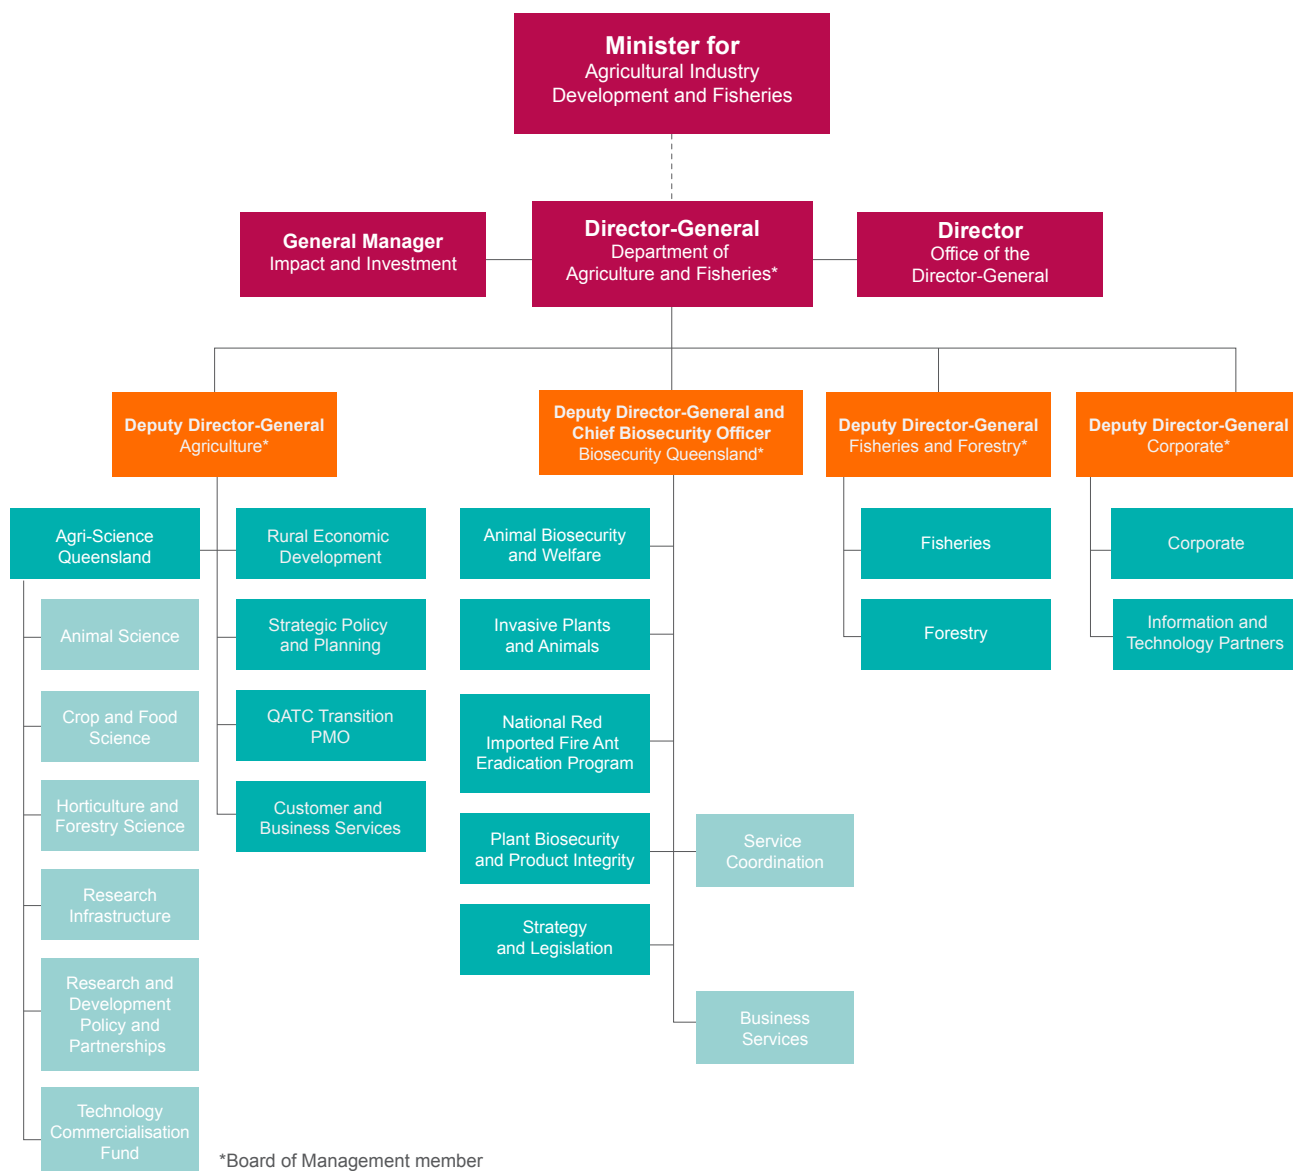 Minister for
Agricultural Industry
Development and Fisheries
General Manager
Impact and Investment
Director-General
Department of
Agriculture and Fisheries*
Director
Office of the
Director-General
Deputy Director-General
Agriculture*
Deputy Director-General and
Chief Biosecurity Officer
Biosecurity Queensland*
Deputy Director-General
Fisheries and Forestry*
Deputy Director-General
Corporate*
Agri-Science
Queensland
Animal Science
Crop and Food
Science
Horticulture and
Forestry Science
Research
Infrastructure
Research and
Development
Policy and
Partnerships
Technology
Commercialisation
Fund
Rural Economic
Development
Strategic Policy
and Planning
QATC Transition
PMO
Customer and
Business Services
Animal Biosecurity
and Welfare
Invasive Plants
and Animals
National Red
Imported Fire Ant
Eradication Program
Plant Biosecurity
and Product Integrity
Strategy
and Legislation
Service
Coordination
Business
Services
Fisheries
Forestry
Corporate
Information and
Technology Partners
*Board of Management member